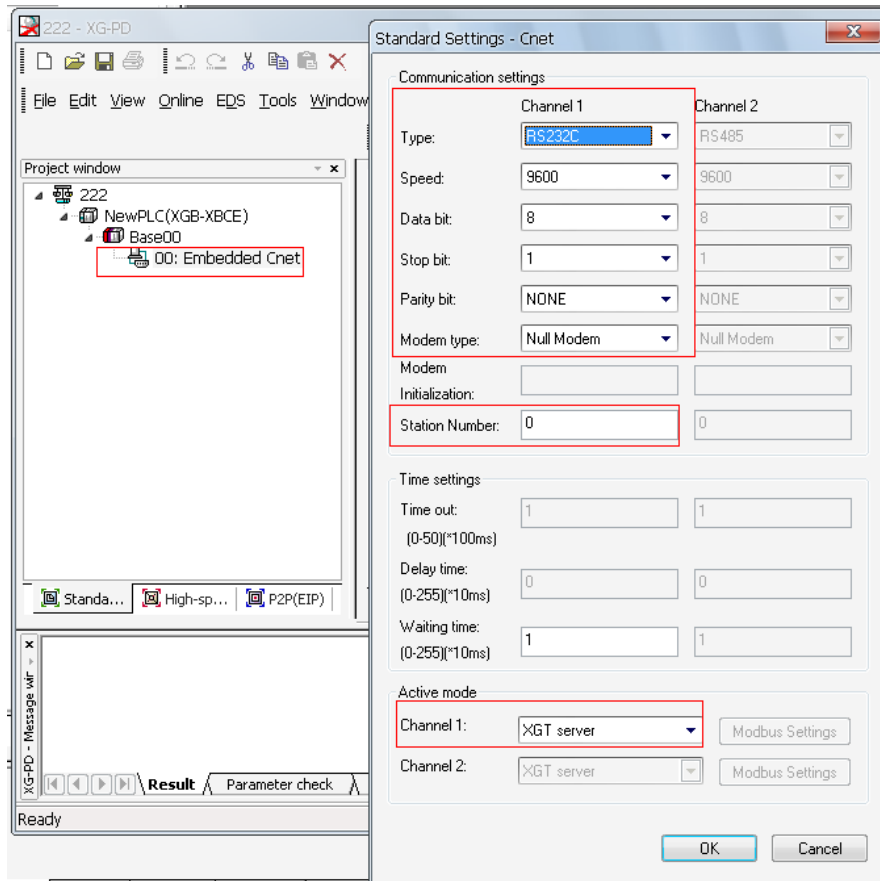 222 - XG-PD
File Edit View Online EDS Tools Window
Project window
222
NewPLC(XGB-XBCE)
Base00
00: Embedded Cnet
Standa... High-sp... P2P(EIP)
XG-PD - Message wir
Result Parameter check
Ready
Standard Settings - Cnet
Communication settings
Channel 1 Channel 2
Type: RS232C RS485
Speed: 9600 9600
Data bit: 8 8
Stop bit: 1 1
Parity bit: NONE NONE
Modem type: Null Modem Null Modem
Modem
Initialization:
Station Number: 0 0
Time settings
Time out: 1 1
(0-50)(*100ms)
Delay time: 0 0
(0-255)(*10ms)
Waiting time: 1 1
(0-255)(*10ms)
Active mode
Channel 1: XGT server Modbus Settings
Channel 2: XGT server Modbus Settings
OK Cancel